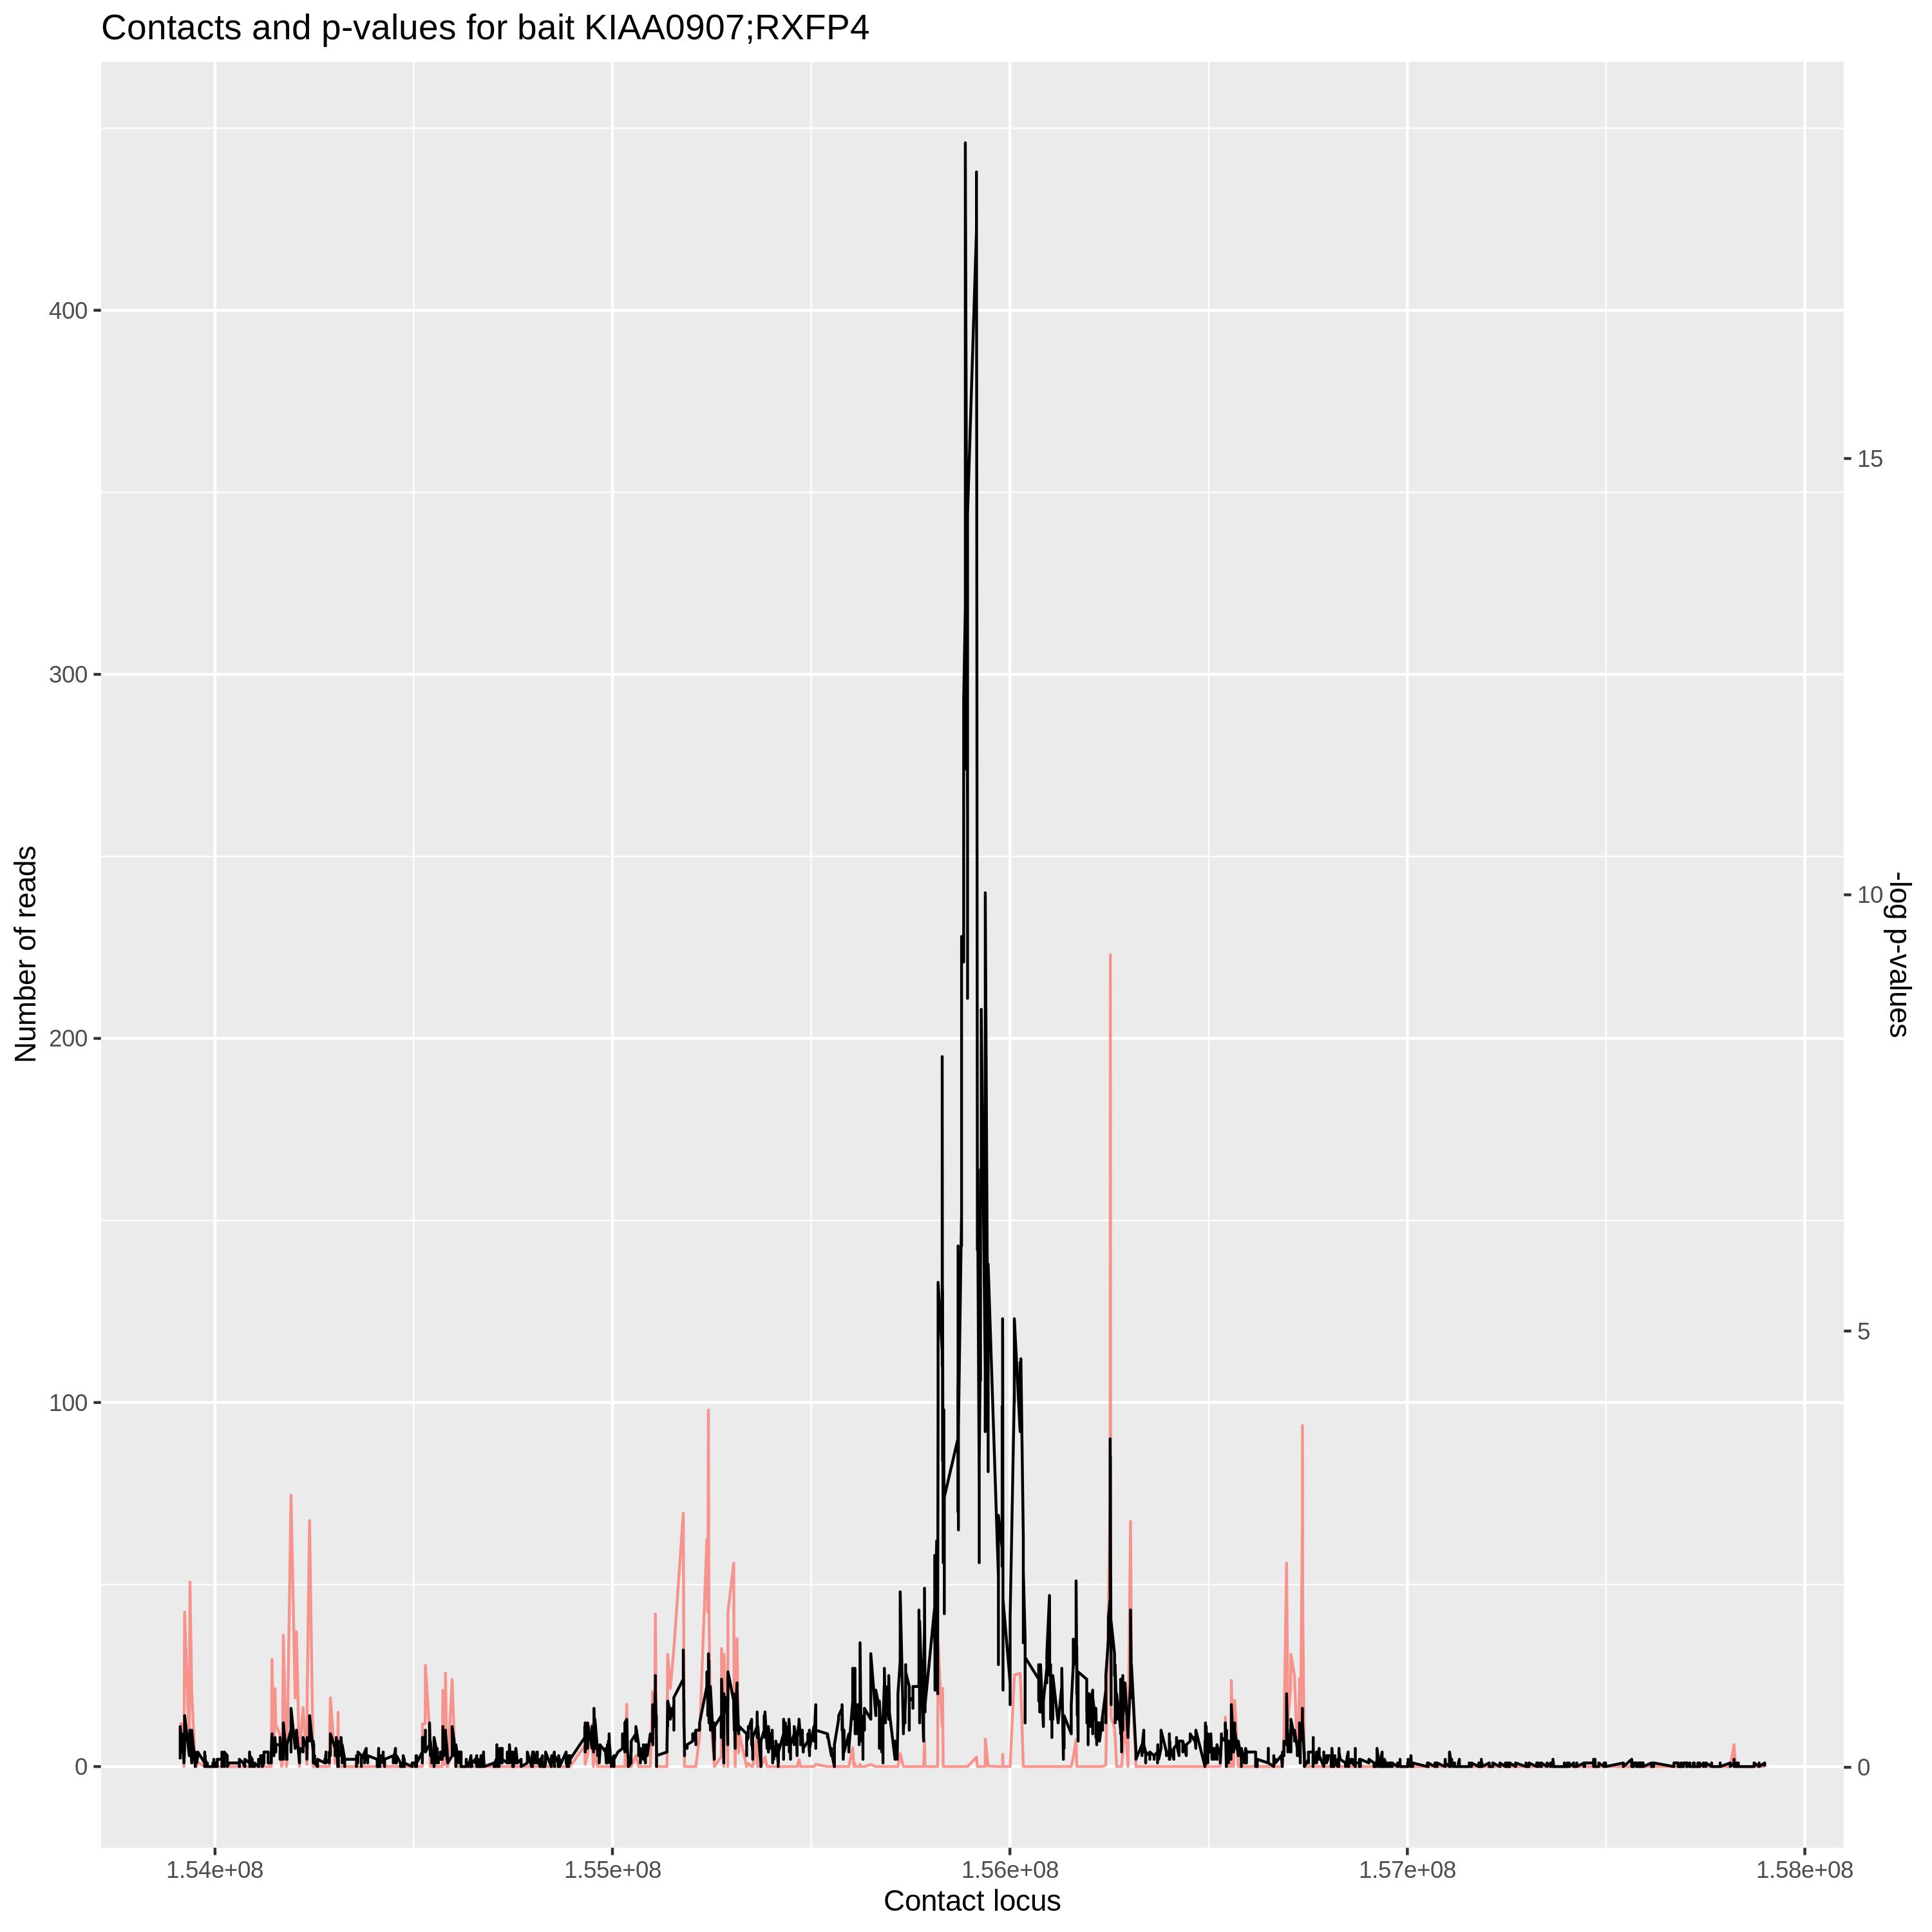 Contacts and p-values for bait KIAA0907;RXFP4
Number of reads
400
300
200
100
0
15
10
5
0
-log p-values
1.54e+08
1.55e+08
1.56e+08
1.57e+08
1.58e+08
Contact locus